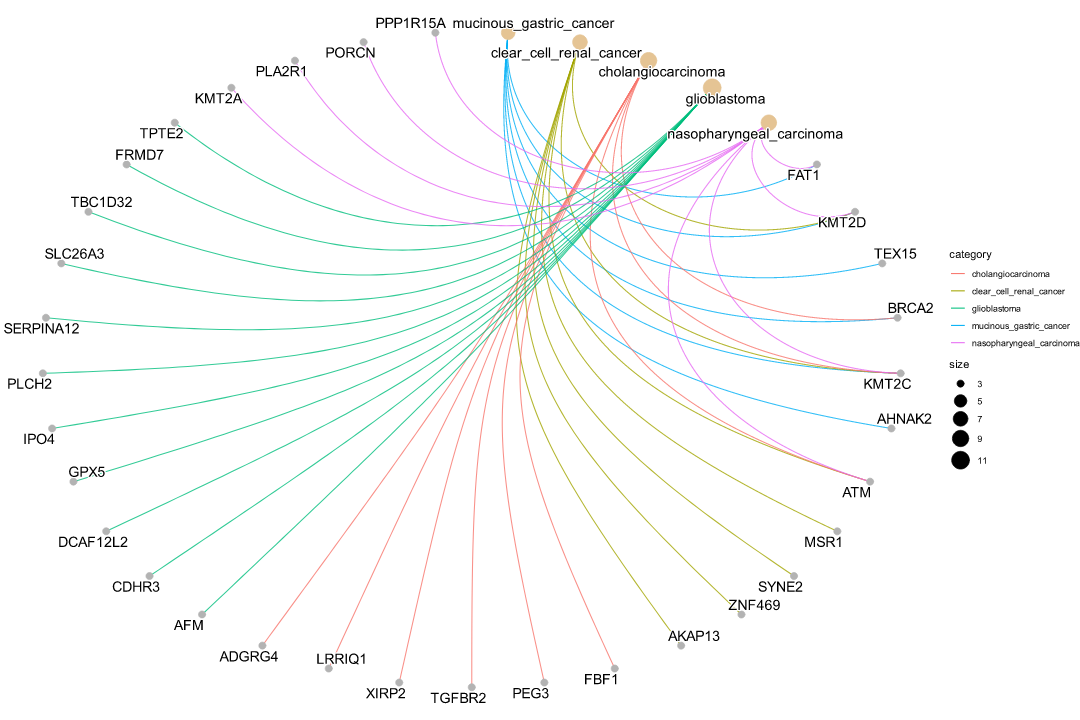 PPP1R15A
mucinous_gastric_cancer
PORCN
clear_cell_renal_cancer
PLA2R1
cholangiocarcinoma
KMT2A
glioblastoma
TPTE2
nasopharyngeal_carcinoma
FRMD7
FAT1
TBC1D32
KMT2D
SLC26A3
TEX15
SERPINA12
BRCA2
PLCH2
KMT2C
IPO4
AHNAK2
GPX5
ATM
DCAF12L2
MSR1
CDHR3
SYNE2
AFM
ZNF469
ADGRG4
AKAP13
LRRIQ1
XIRP2
TGFBR2
PEG3
FBF1
category
cholangiocarcinoma
clear_cell_renal_cancer
glioblastoma
mucinous_gastric_cancer
nasopharyngeal_carcinoma
size
3
5
7
9
11